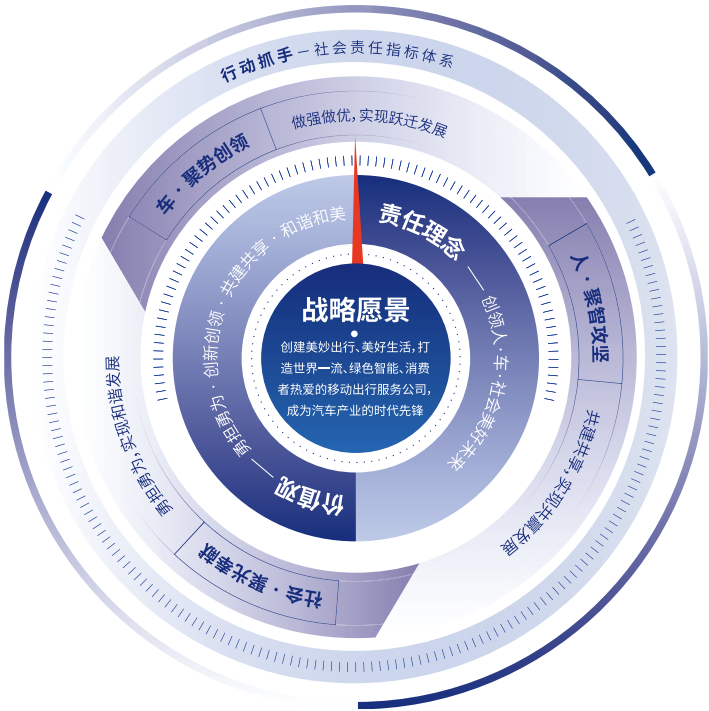 行动抓手—社会责任指标体系
车·聚势创领
做强做优，实现跃迁发展
人·聚智攻坚
共建共享，实现共赢发展
社会·聚光奉献
勇担勇为，实现和谐发展
责任理念——创领人·车·社会美好未来
价值观——勇担勇为·创新创领·共建共享·和谐和美
战略愿景
创建美妙出行、美好生活，打
造世界一流、绿色智能、消费
者热爱的移动出行服务公司，
成为汽车产业的时代先锋